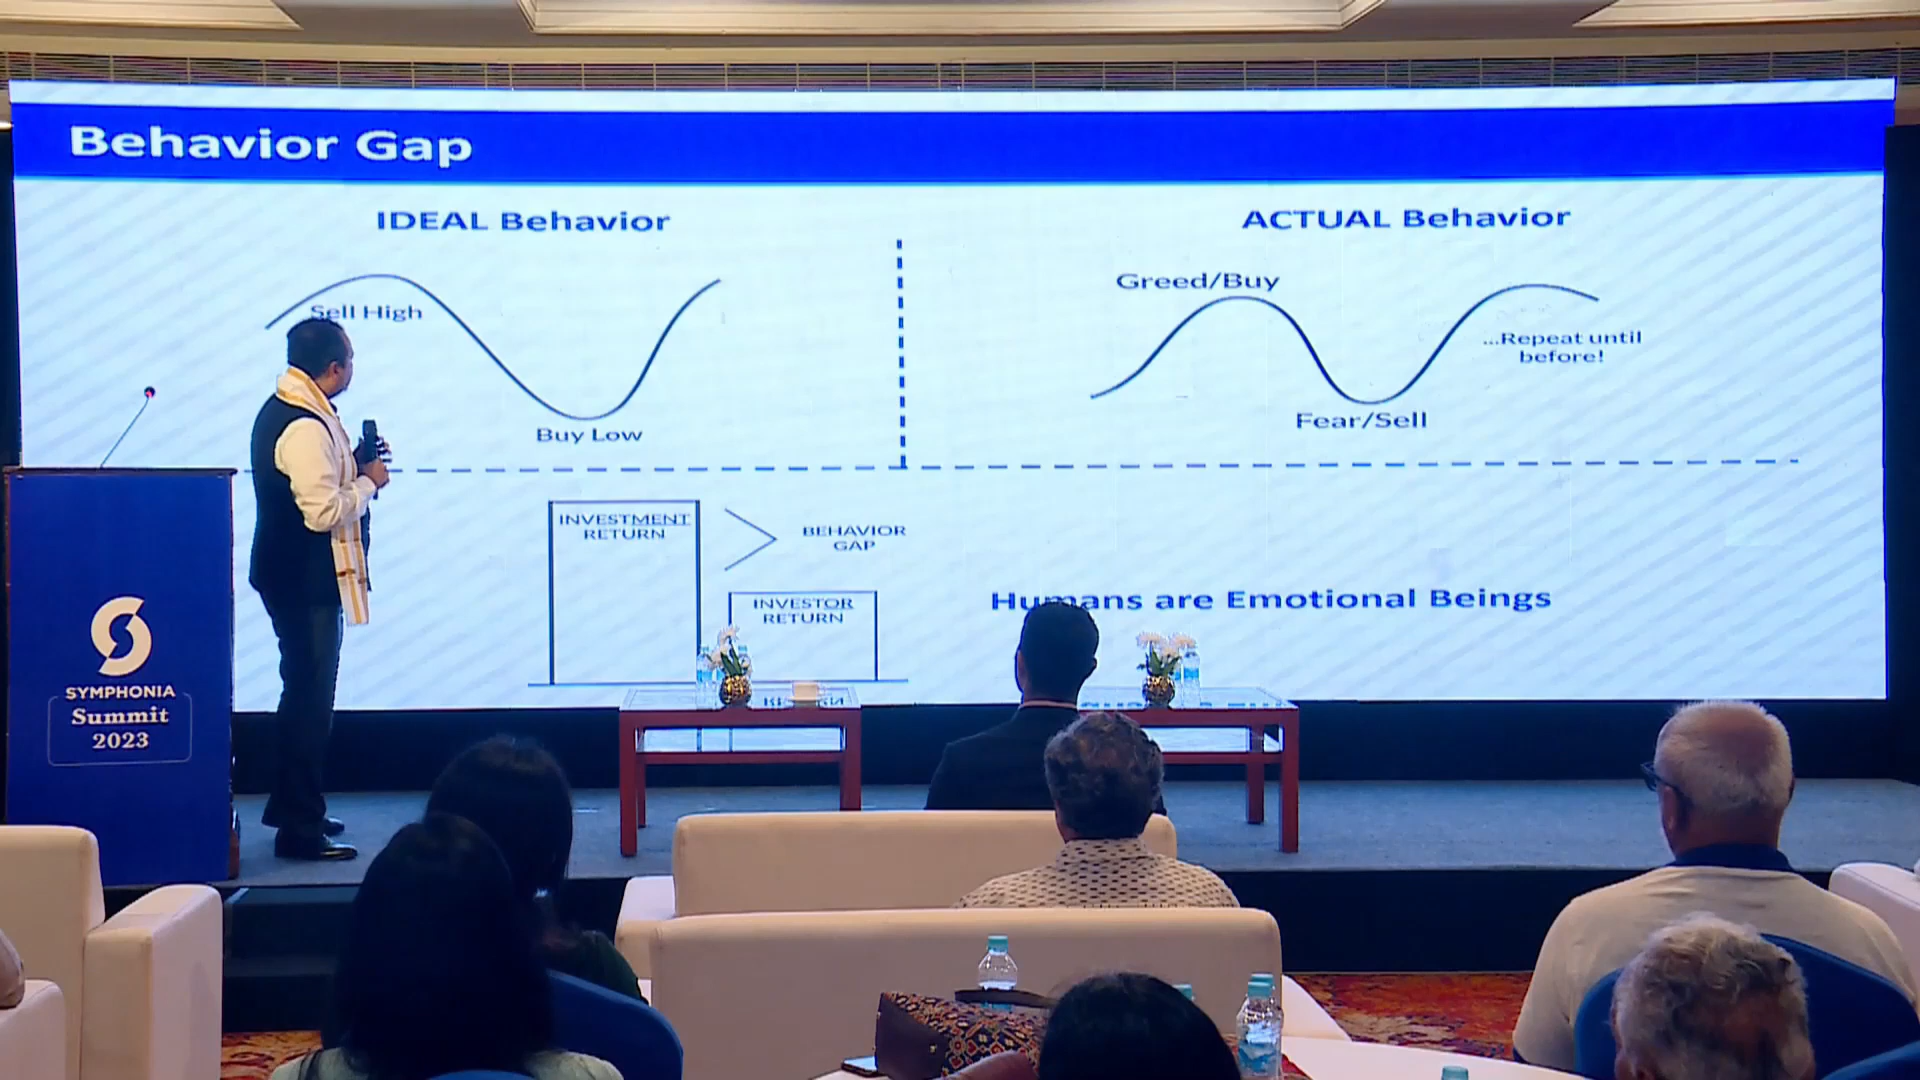 Behavior Gap
IDEAL Behavior
ACTUAL Behavior
Sell High
Buy Low
Greed/Buy
Fear/Sell
...Repeat until
before!
INVESTMENT
RETURN
BEHAVIOR
GAP
INVESTOR
RETURN
Humans are Emotional Beings
SYMPHONIA
Summit
2023